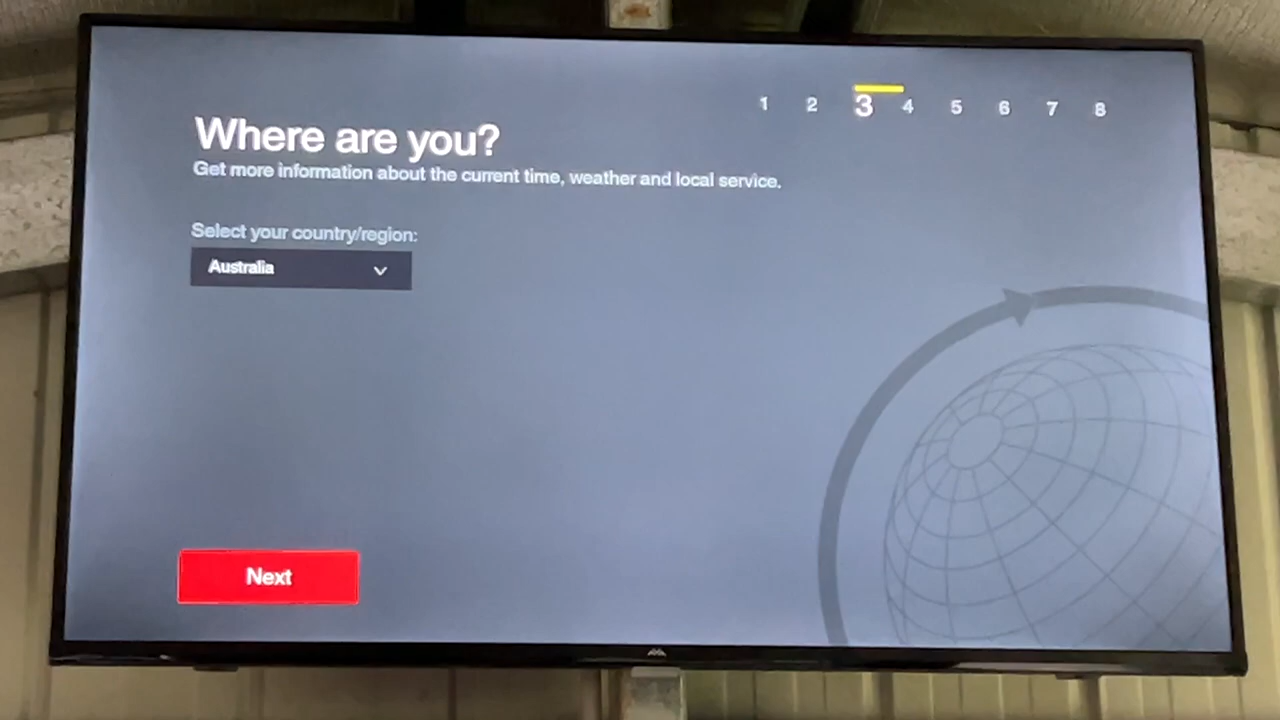 1 2 3 4 5 6 7 8
Where are you?
Get more information about the current time, weather and local service.
Select your country/region:
Australia
Next